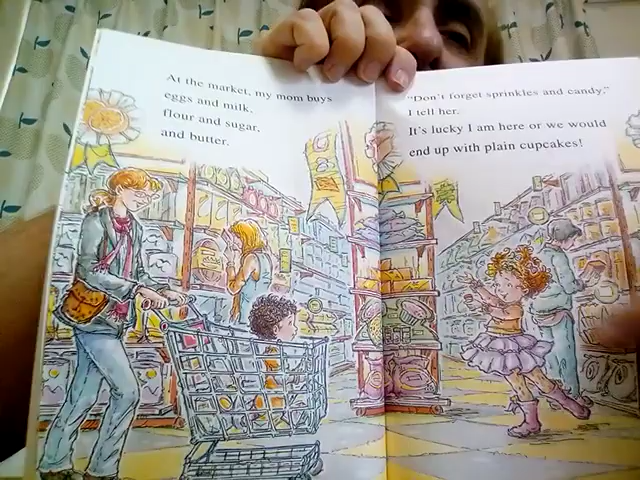 At the market, my mom buys
eggs and milk,
flour and sugar,
and butter.
"Don't forget sprinkles and candy,"
I tell her.
It's lucky I am here or we would
end up with plain cupcakes!